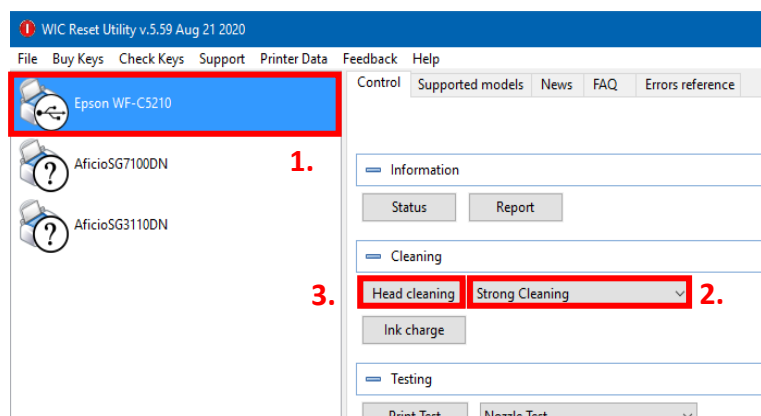 WIC Reset Utility v.5.59 Aug 21 2020
File Buy Keys Check Keys Support Printer Data Feedback Help
Control Supported models News FAQ Errors reference
Epson WF-C5210
1.
AficioSG7100DN
AficioSG3110DN
Information
Status Report
Cleaning
3. Head cleaning Strong Cleaning 2.
Ink charge
Testing
Print Test Nozzle Test